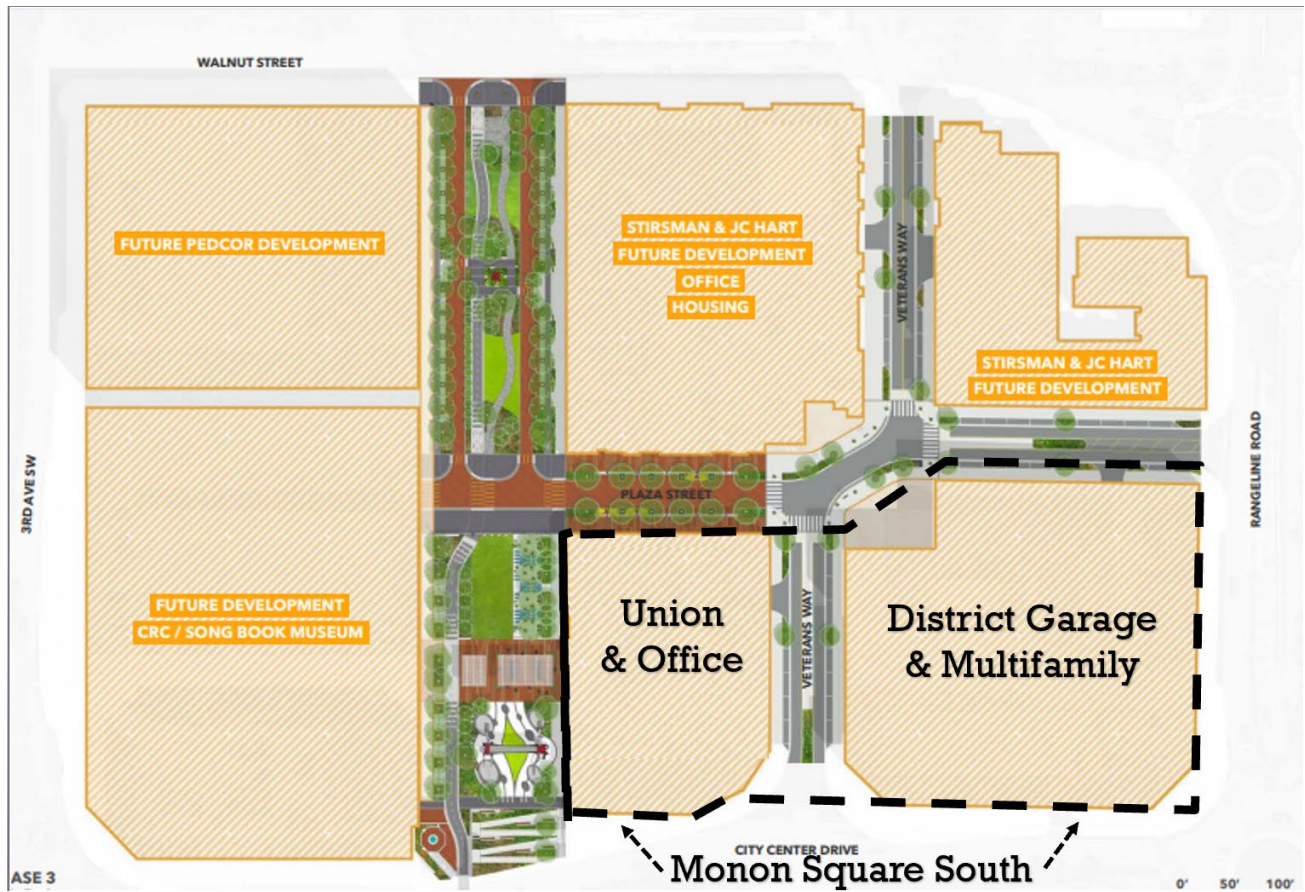 WALNUT STREET
FUTURE PEDCOR DEVELOPMENT
STIRSMAN & JC HART
FUTURE DEVELOPMENT
OFFICE
HOUSING
VETERANS WAY
STIRSMAN & JC HART
FUTURE DEVELOPMENT
3RD AVE SW
RANGELINE ROAD
PLAZA STREET
FUTURE DEVELOPMENT
CRC / SONG BOOK MUSEUM
Union
& Office
VETERANS WAY
District Garage
& Multifamily
CITY CENTER DRIVE
Monon Square South
ASE 3
0' 50' 100'